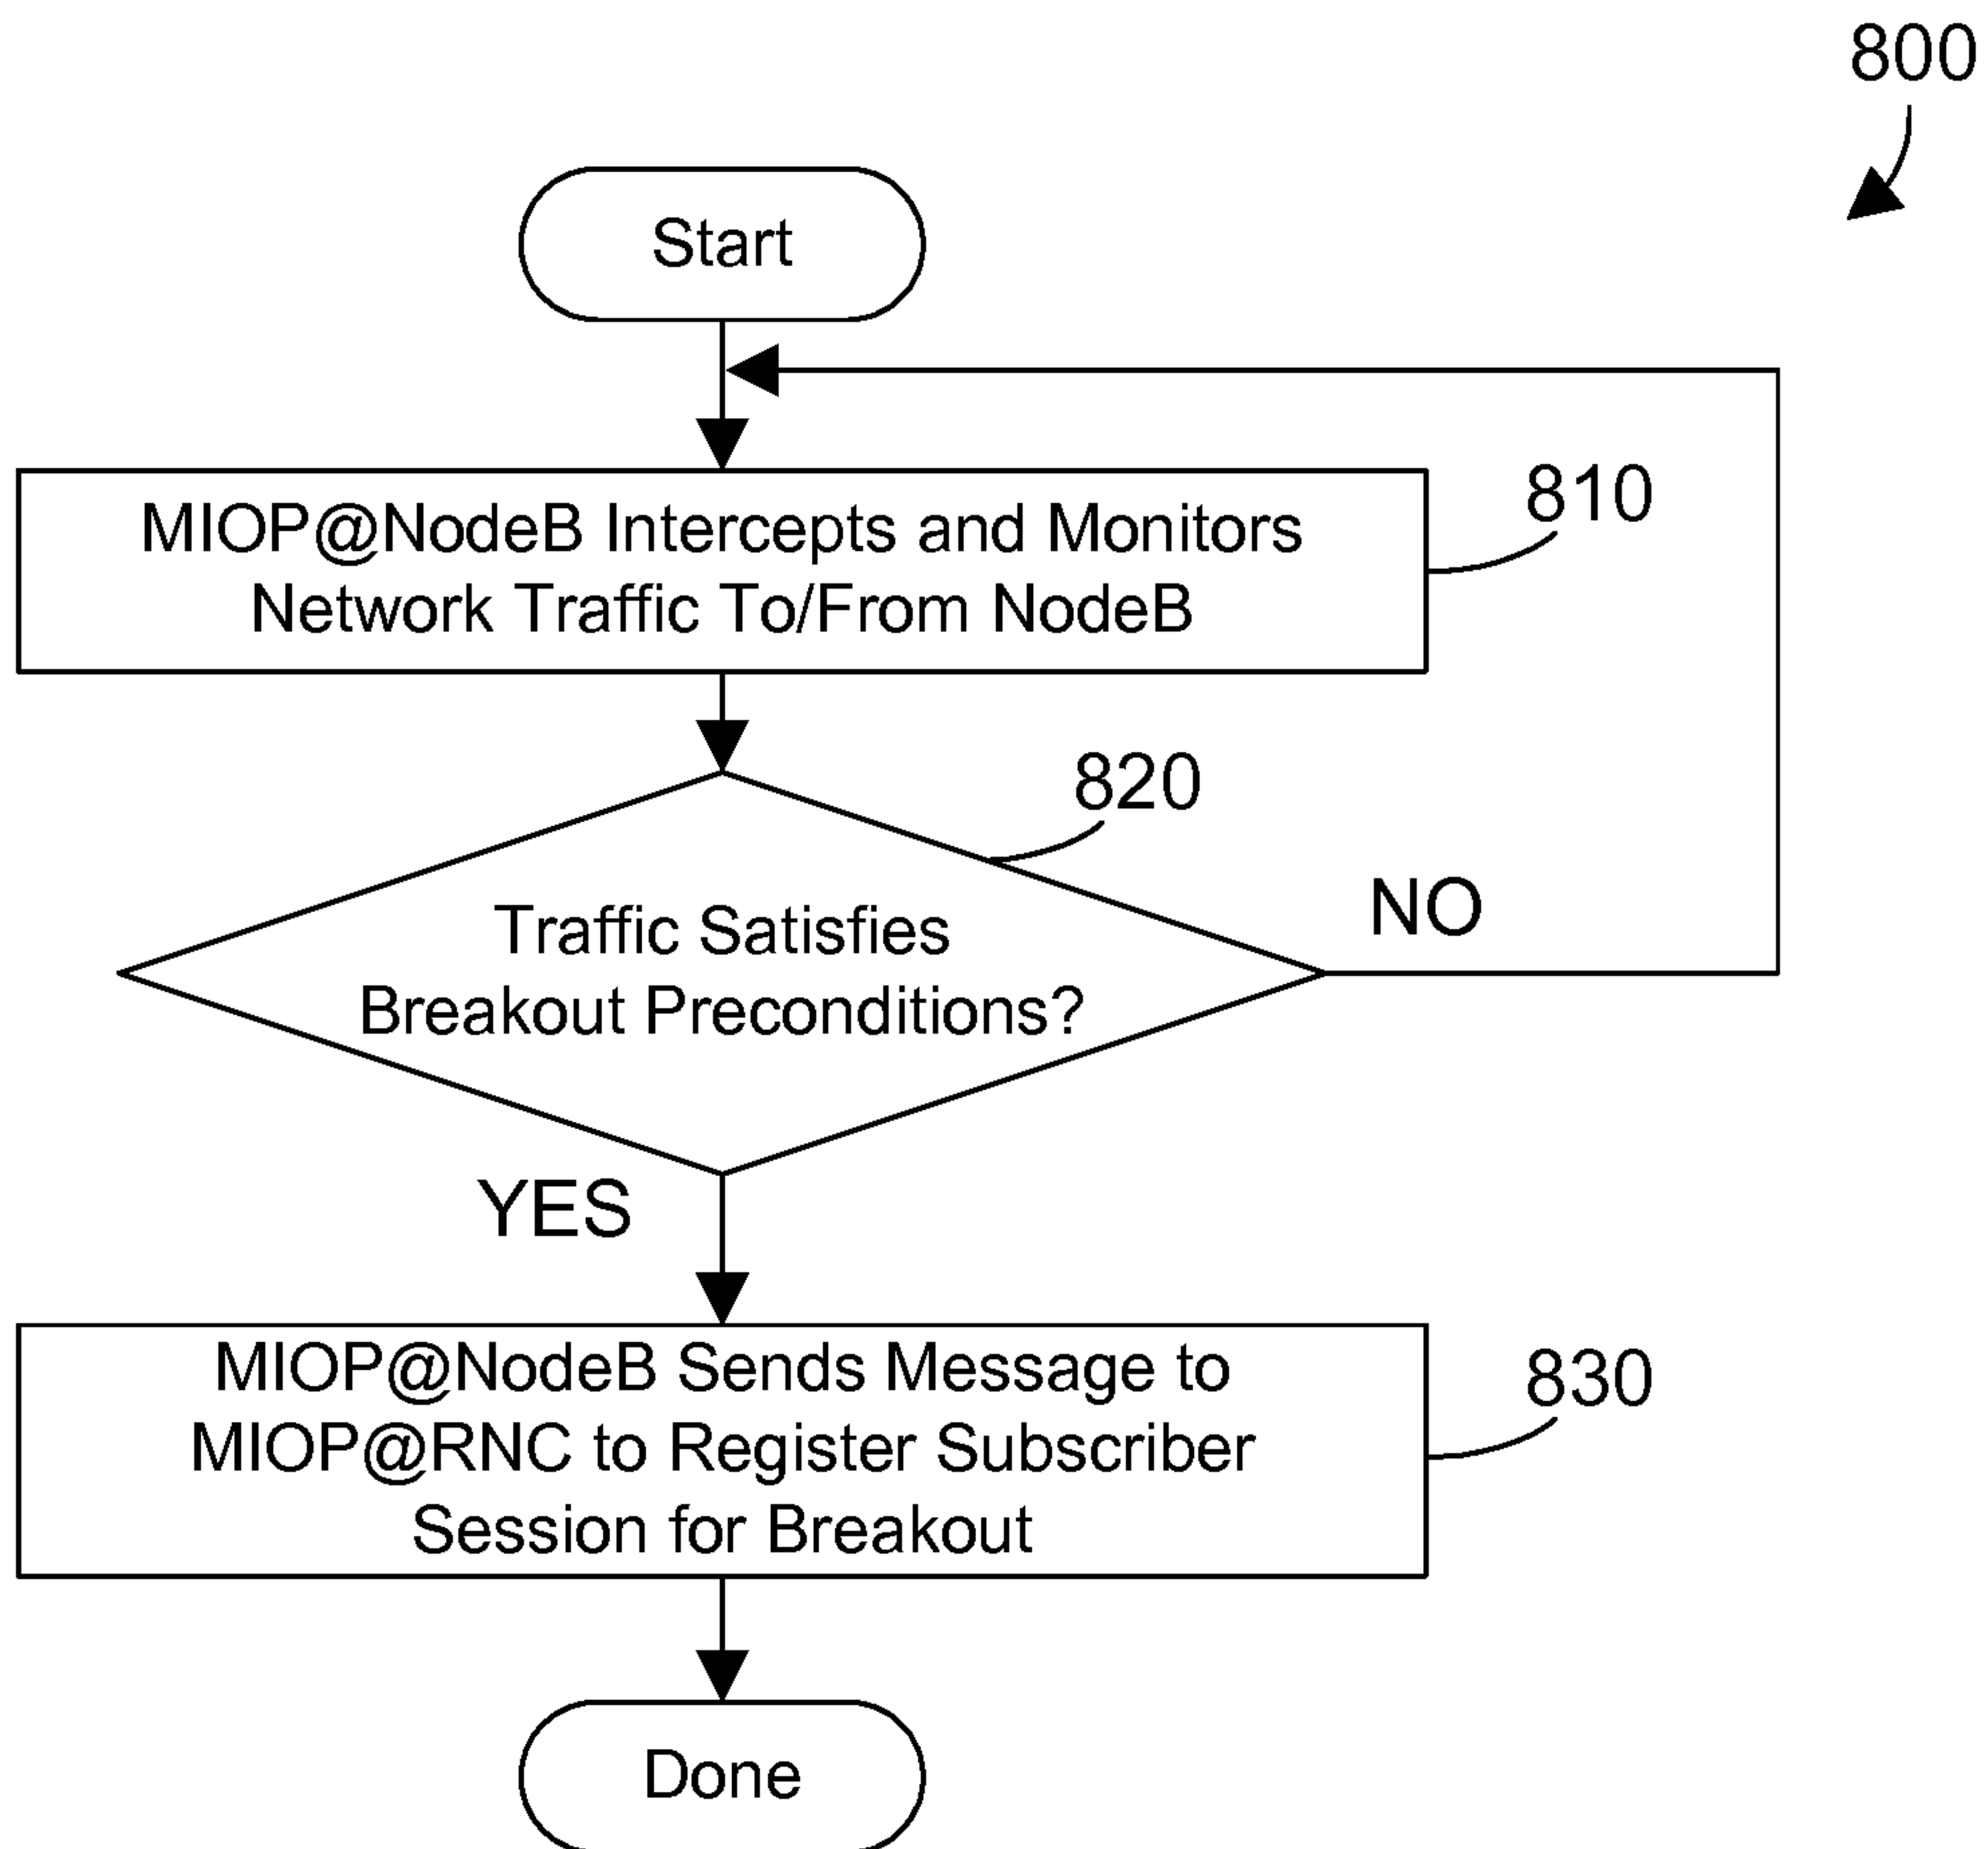 800
Start
MIOP@NodeB Intercepts and Monitors
Network Traffic To/From NodeB
810
820
Traffic Satisfies
Breakout Preconditions?
NO
YES
MIOP@NodeB Sends Message to
MIOP@RNC to Register Subscriber
Session for Breakout
830
Done